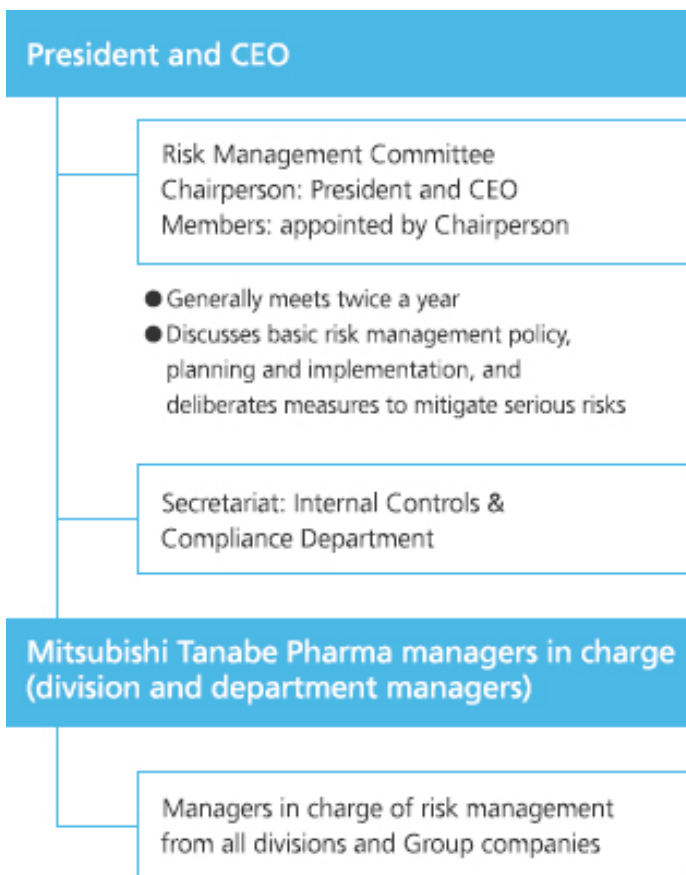 President and CEO
Risk Management Committee
Chairperson: President and CEO
Members: appointed by Chairperson
● Generally meets twice a year
● Discusses basic risk management policy,
planning and implementation, and
deliberates measures to mitigate serious risks
Secretariat: Internal Controls &
Compliance Department
Mitsubishi Tanabe Pharma managers in charge
(division and department managers)
Managers in charge of risk management
from all divisions and Group companies